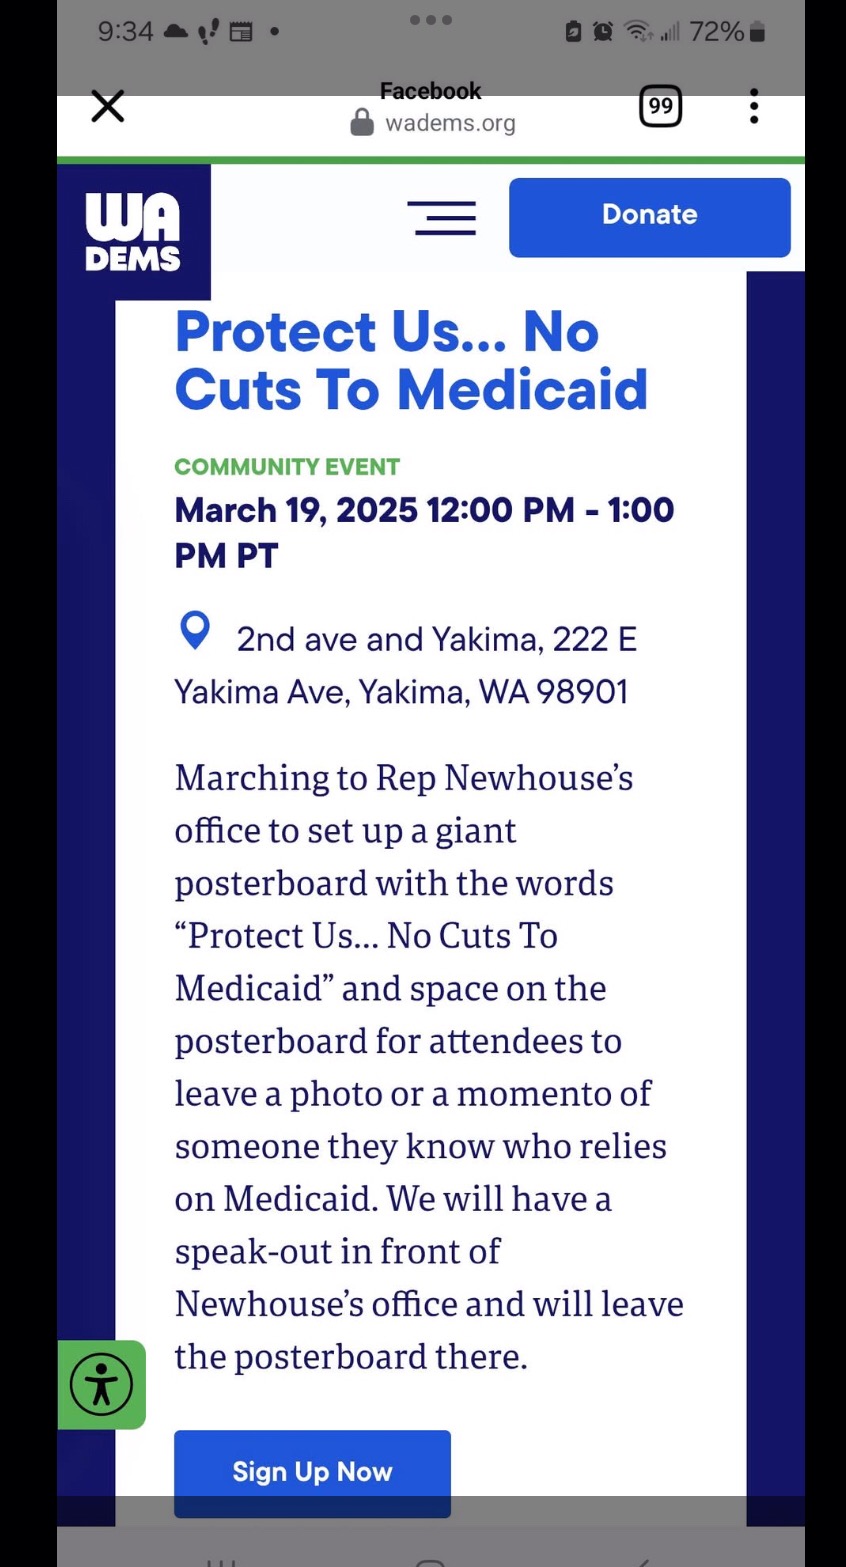 9:34 72%
Facebook
99
wadems.org
WA
DEMS
Donate
Protect Us... No
Cuts To Medicaid
COMMUNITY EVENT
March 19, 2025 12:00 PM - 1:00
PM PT
2nd ave and Yakima, 222 E
Yakima Ave, Yakima, WA 98901
Marching to Rep Newhouse’s
office to set up a giant
posterboard with the words
“Protect Us... No Cuts To
Medicaid” and space on the
posterboard for attendees to
leave a photo or a momento of
someone they know who relies
on Medicaid. We will have a
speak-out in front of
Newhouse’s office and will leave
the posterboard there.
Sign Up Now